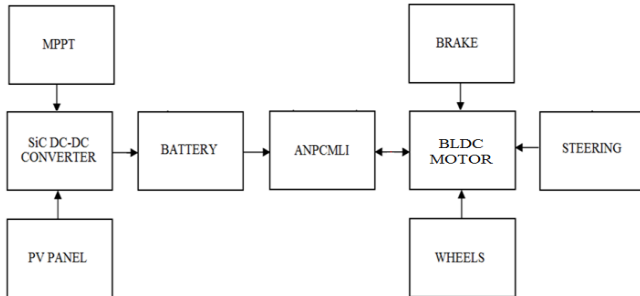 MPPT
BRAKE
SiC DC-DC
CONVERTER
BATTERY
ANPCMLI
BLDC
MOTOR
STEERING
PV PANEL
WHEELS